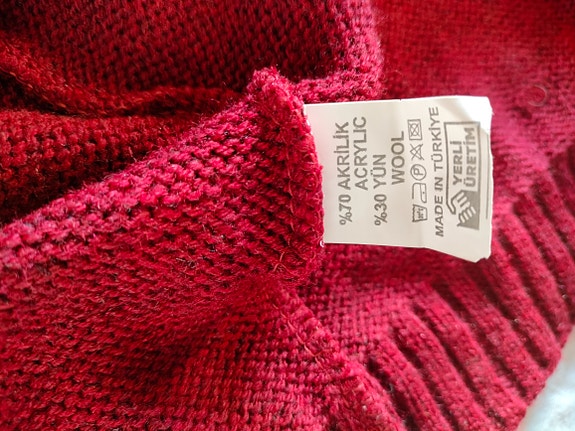 %70 AKRİLİK
ACRYLIC
%30 YÜN
WOOL
MADE IN TÜRKİYE
YERLİ
ÜRETİM